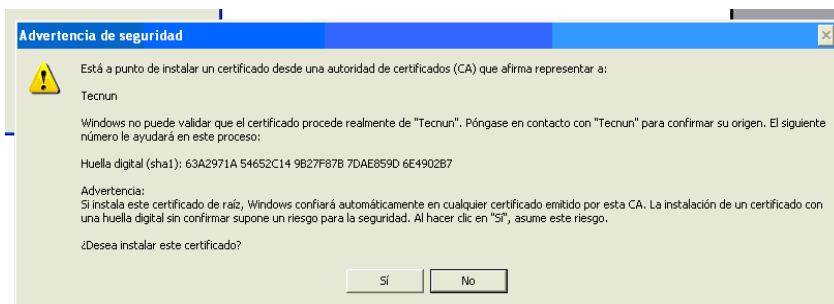 Advertencia de seguridad
Está a punto de instalar un certificado desde una autoridad de certificados (CA) que afirma representar a:
Tecnun
Windows no puede validar que el certificado procede realmente de "Tecnun". Póngase en contacto con "Tecnun" para confirmar su origen. El siguiente
número le ayudará en este proceso:
Huella digital (sha1): 63A2971A 54652C14 9B27F87B 7DAE859D 6E4902B7
Advertencia:
Si instala este certificado de raíz, Windows confiará automáticamente en cualquier certificado emitido por esta CA. La instalación de un certificado con
una huella digital sin confirmar supone un riesgo para la seguridad. Al hacer clic en "Sí", asume este riesgo.
¿Desea instalar este certificado?
Sí
No